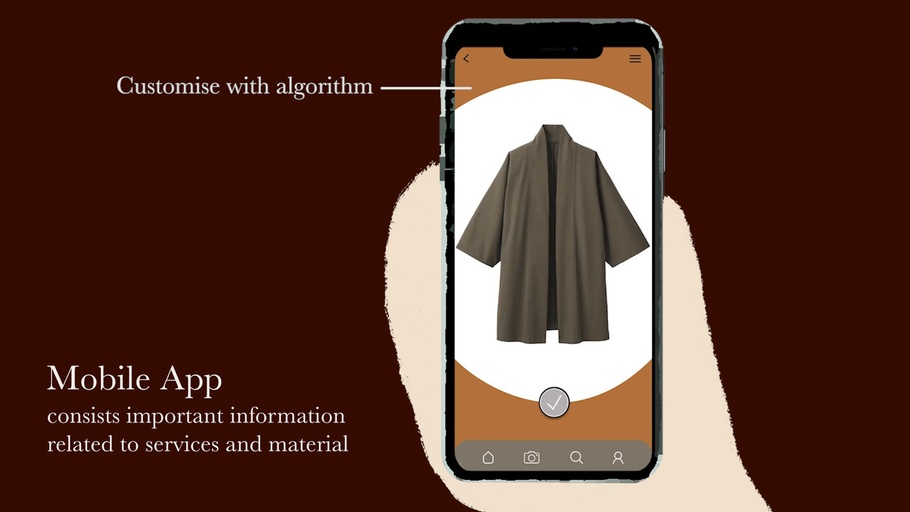 Customise with algorithm
Mobile App
consists important information
related to services and material